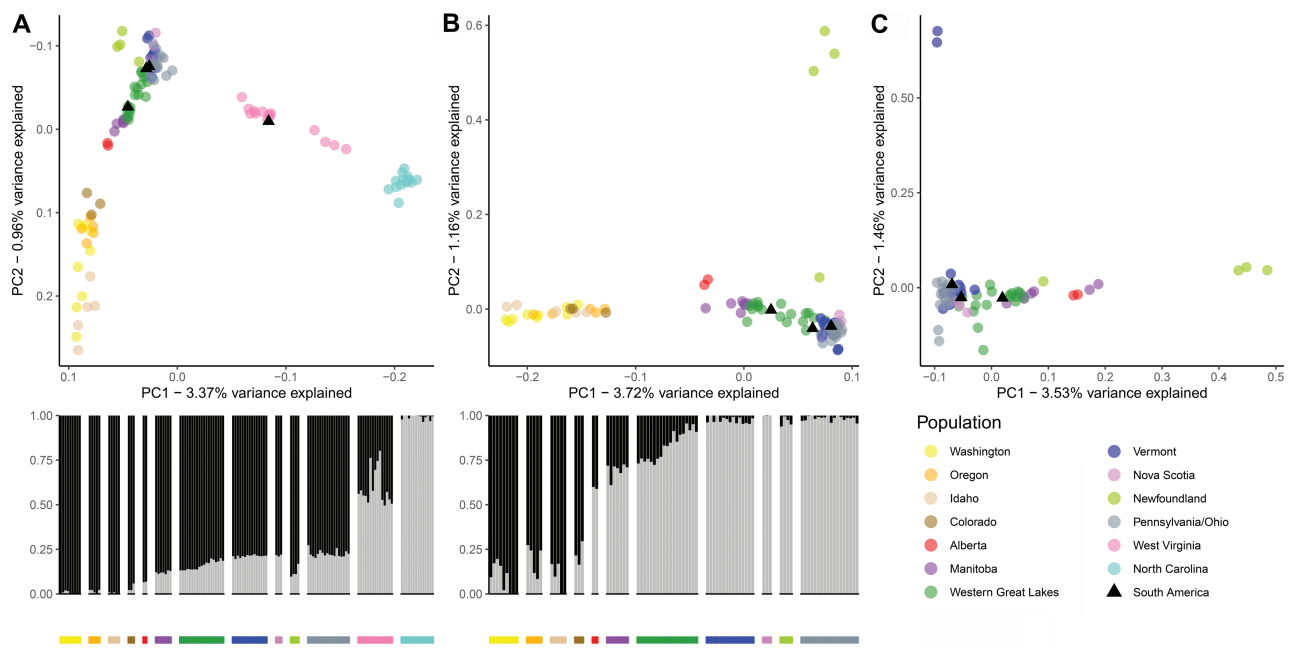 A
B
C
−0.1
0.0
0.1
0.2
PC2 − 0.96% variance explained
0.1
0.0
−0.1
−0.2
PC1 − 3.37% variance explained
0.6
0.4
0.2
0.0
PC2 − 1.16% variance explained
−0.2
−0.1
0.0
0.1
PC1 − 3.72% variance explained
0.50
0.25
0.00
PC2 − 1.46% variance explained
−0.1
0.0
0.1
0.2
0.3
0.4
0.5
PC1 − 3.53% variance explained
1.00
0.75
0.50
0.25
0.00
1.00
0.75
0.50
0.25
0.00
Population
Washington
Oregon
Idaho
Colorado
Alberta
Manitoba
Western Great Lakes
Vermont
Nova Scotia
Newfoundland
Pennsylvania/Ohio
West Virginia
North Carolina
South America